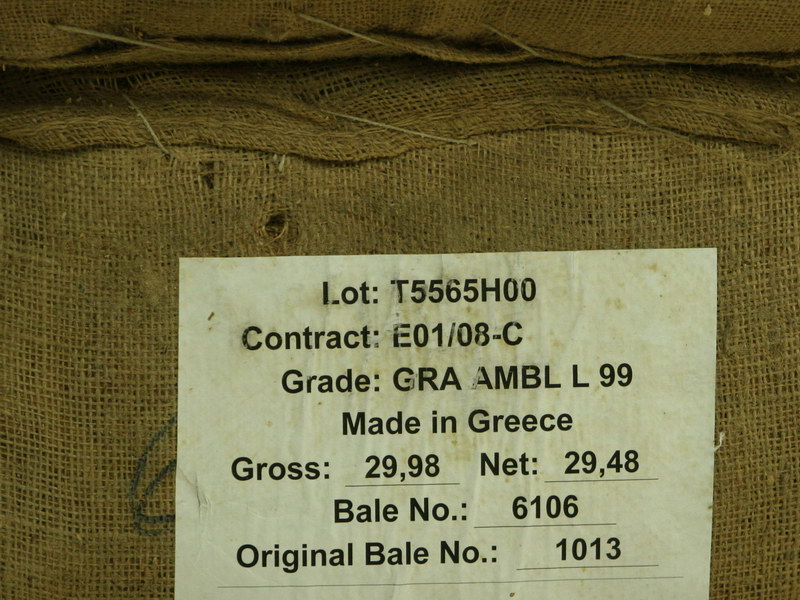 Lot: T5565H00
Contract: E01/08-C
Grade: GRA AMBL L 99
Made in Greece
Gross: 29,98 Net: 29,48
Bale No.: 6106
Original Bale No.: 1013